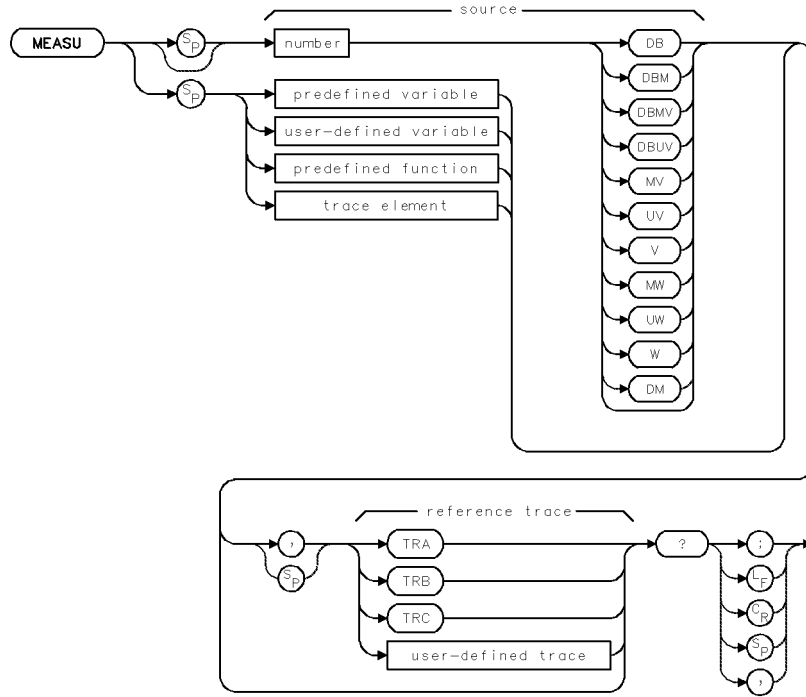 source
MEASU
SP
number
DB
DBM
DBMV
DBUV
MV
UV
V
MW
UW
W
DM
SP
predefined variable
user-defined variable
predefined function
trace element
reference trace
,
SP
TRA
TRB
TRC
user-defined trace
?
;
LF
CR
SP
,